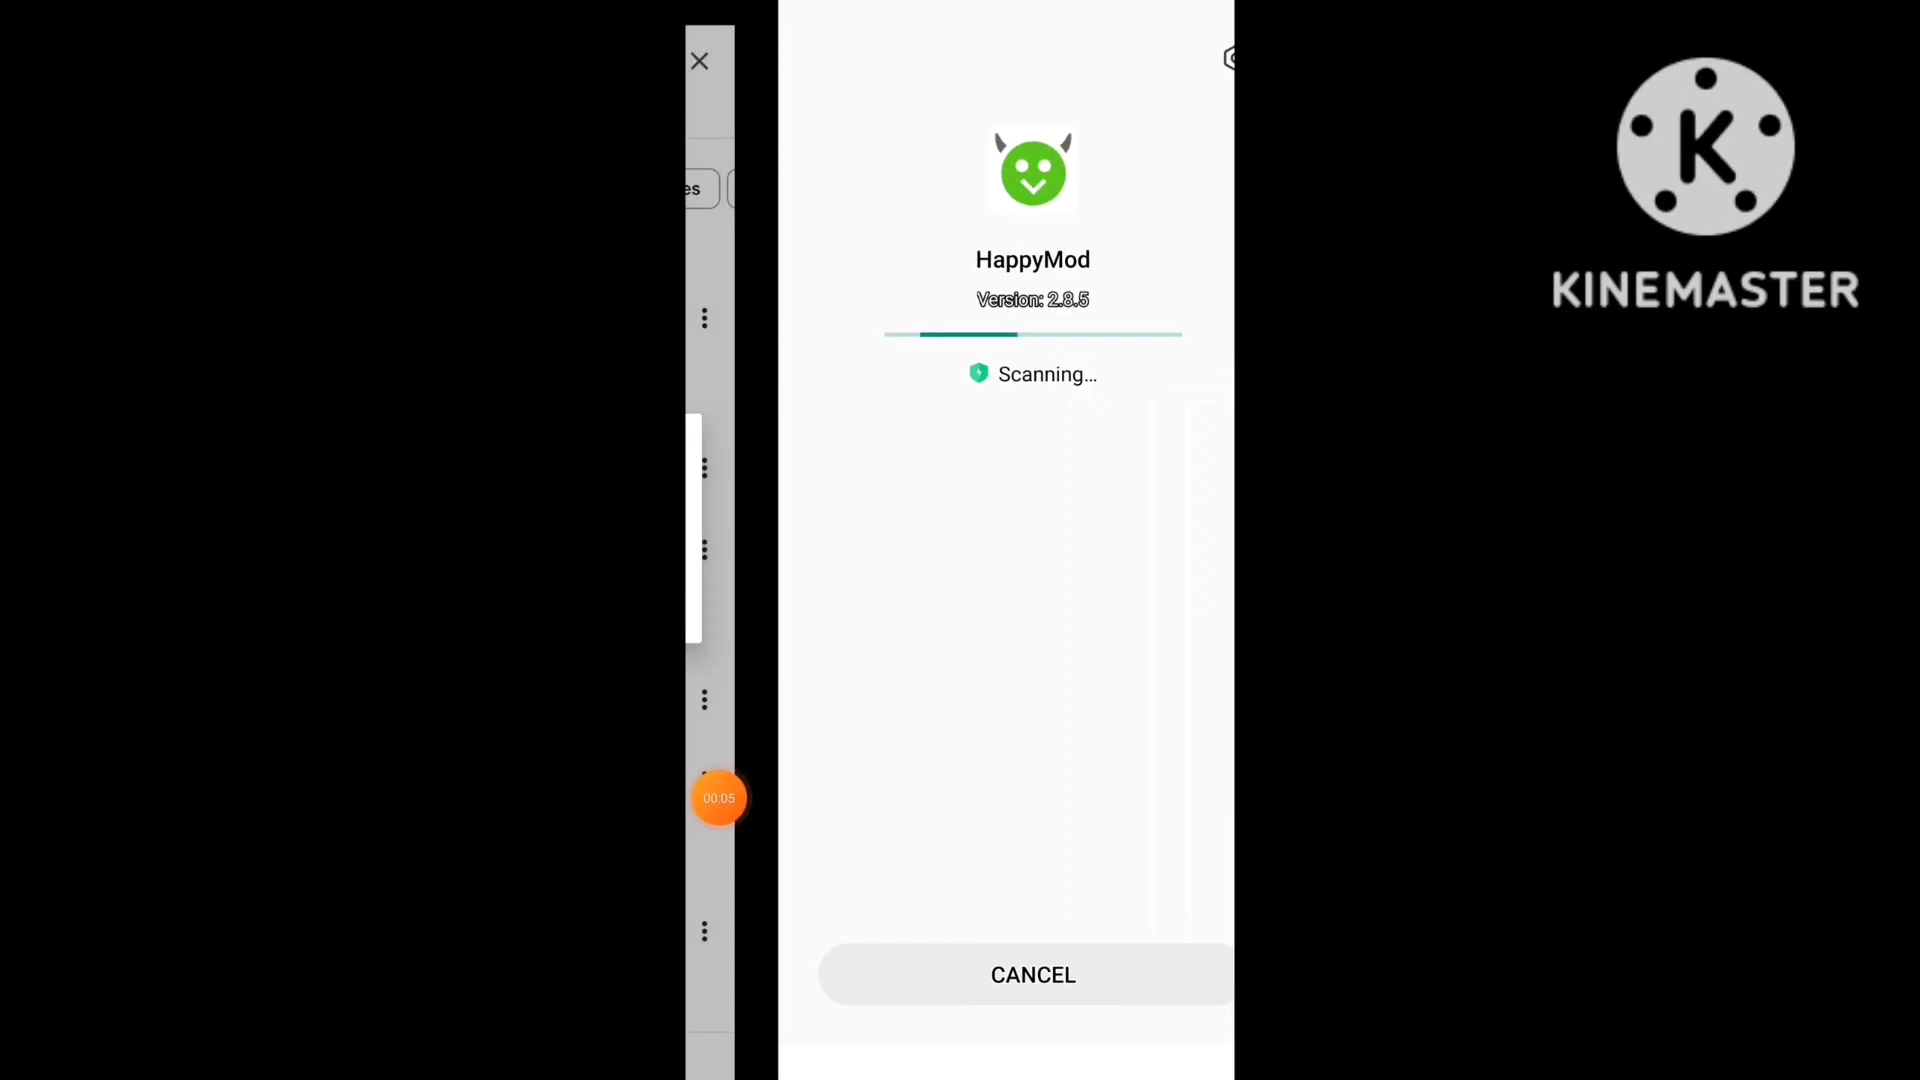 es
HappyMod
Version: 2.8.5
Scanning...
00:05
CANCEL
K
KINEMASTER